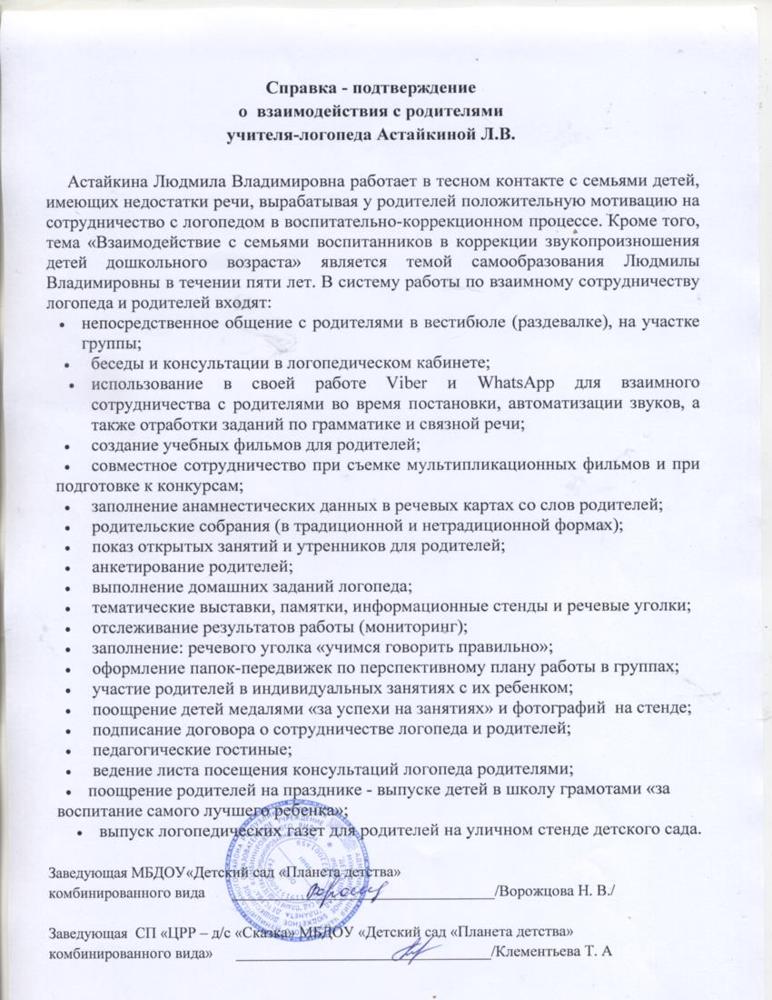 Справка - подтверждение
о взаимодействия с родителями
учителя-логопеда Астайкиной Л.В.
Астайкина Людмила Владимировна работает в тесном контакте с семьями детей,
имеющих недостатки речи, вырабатывая у родителей положительную мотивацию на
сотрудничество с логопедом в воспитательно-коррекционном процессе. Кроме того,
тема «Взаимодействие с семьями воспитанников в коррекции звукопроизношения
детей дошкольного возраста» является темой самообразования Людмилы
Владимировны в течении пяти лет. В систему работы по взаимному сотрудничеству
логопеда и родителей входят:
• непосредственное общение с родителями в вестибюле (раздевалке), на участке
группы;
• беседы и консультации в логопедическом кабинете;
• использование в своей работе Viber и WhatsApp для взаимного
сотрудничества с родителями во время постановки, автоматизации звуков, а
также отработки заданий по грамматике и связной речи;
• создание учебных фильмов для родителей;
• совместное сотрудничество при съемке мультипликационных фильмов и при
подготовке к конкурсам;
• заполнение анамнестических данных в речевых картах со слов родителей;
• родительские собрания (в традиционной и нетрадиционной формах);
• показ открытых занятий и утренников для родителей;
• анкетирование родителей;
• выполнение домашних заданий логопеда;
• тематические выставки, памятки, информационные стенды и речевые уголки;
• отслеживание результатов работы (мониторинг);
• заполнение: речевого уголка «учимся говорить правильно»;
• оформление папок-передвижек по перспективному плану работы в группах;
• участие родителей в индивидуальных занятиях с их ребенком;
• поощрение детей медалями «за успехи на занятиях» и фотографий на стенде;
• подписание договора о сотрудничестве логопеда и родителей;
• педагогические гостиные;
• ведение листа посещения консультаций логопеда родителями;
• поощрение родителей на празднике - выпуске детей в школу грамотами «за
воспитание самого лучшего ребенка»;
• выпуск логопедических газет для родителей на уличном стенде детского сада.
Заведующая МБДОУ«Детский сад «Планета детства»
комбинированного вида /Ворожцова Н. В./
Заведующая СП «ЦРР – д/с «Сказка» МБДОУ «Детский сад «Планета детства»
комбинированного вида» /Клементьева Т. А